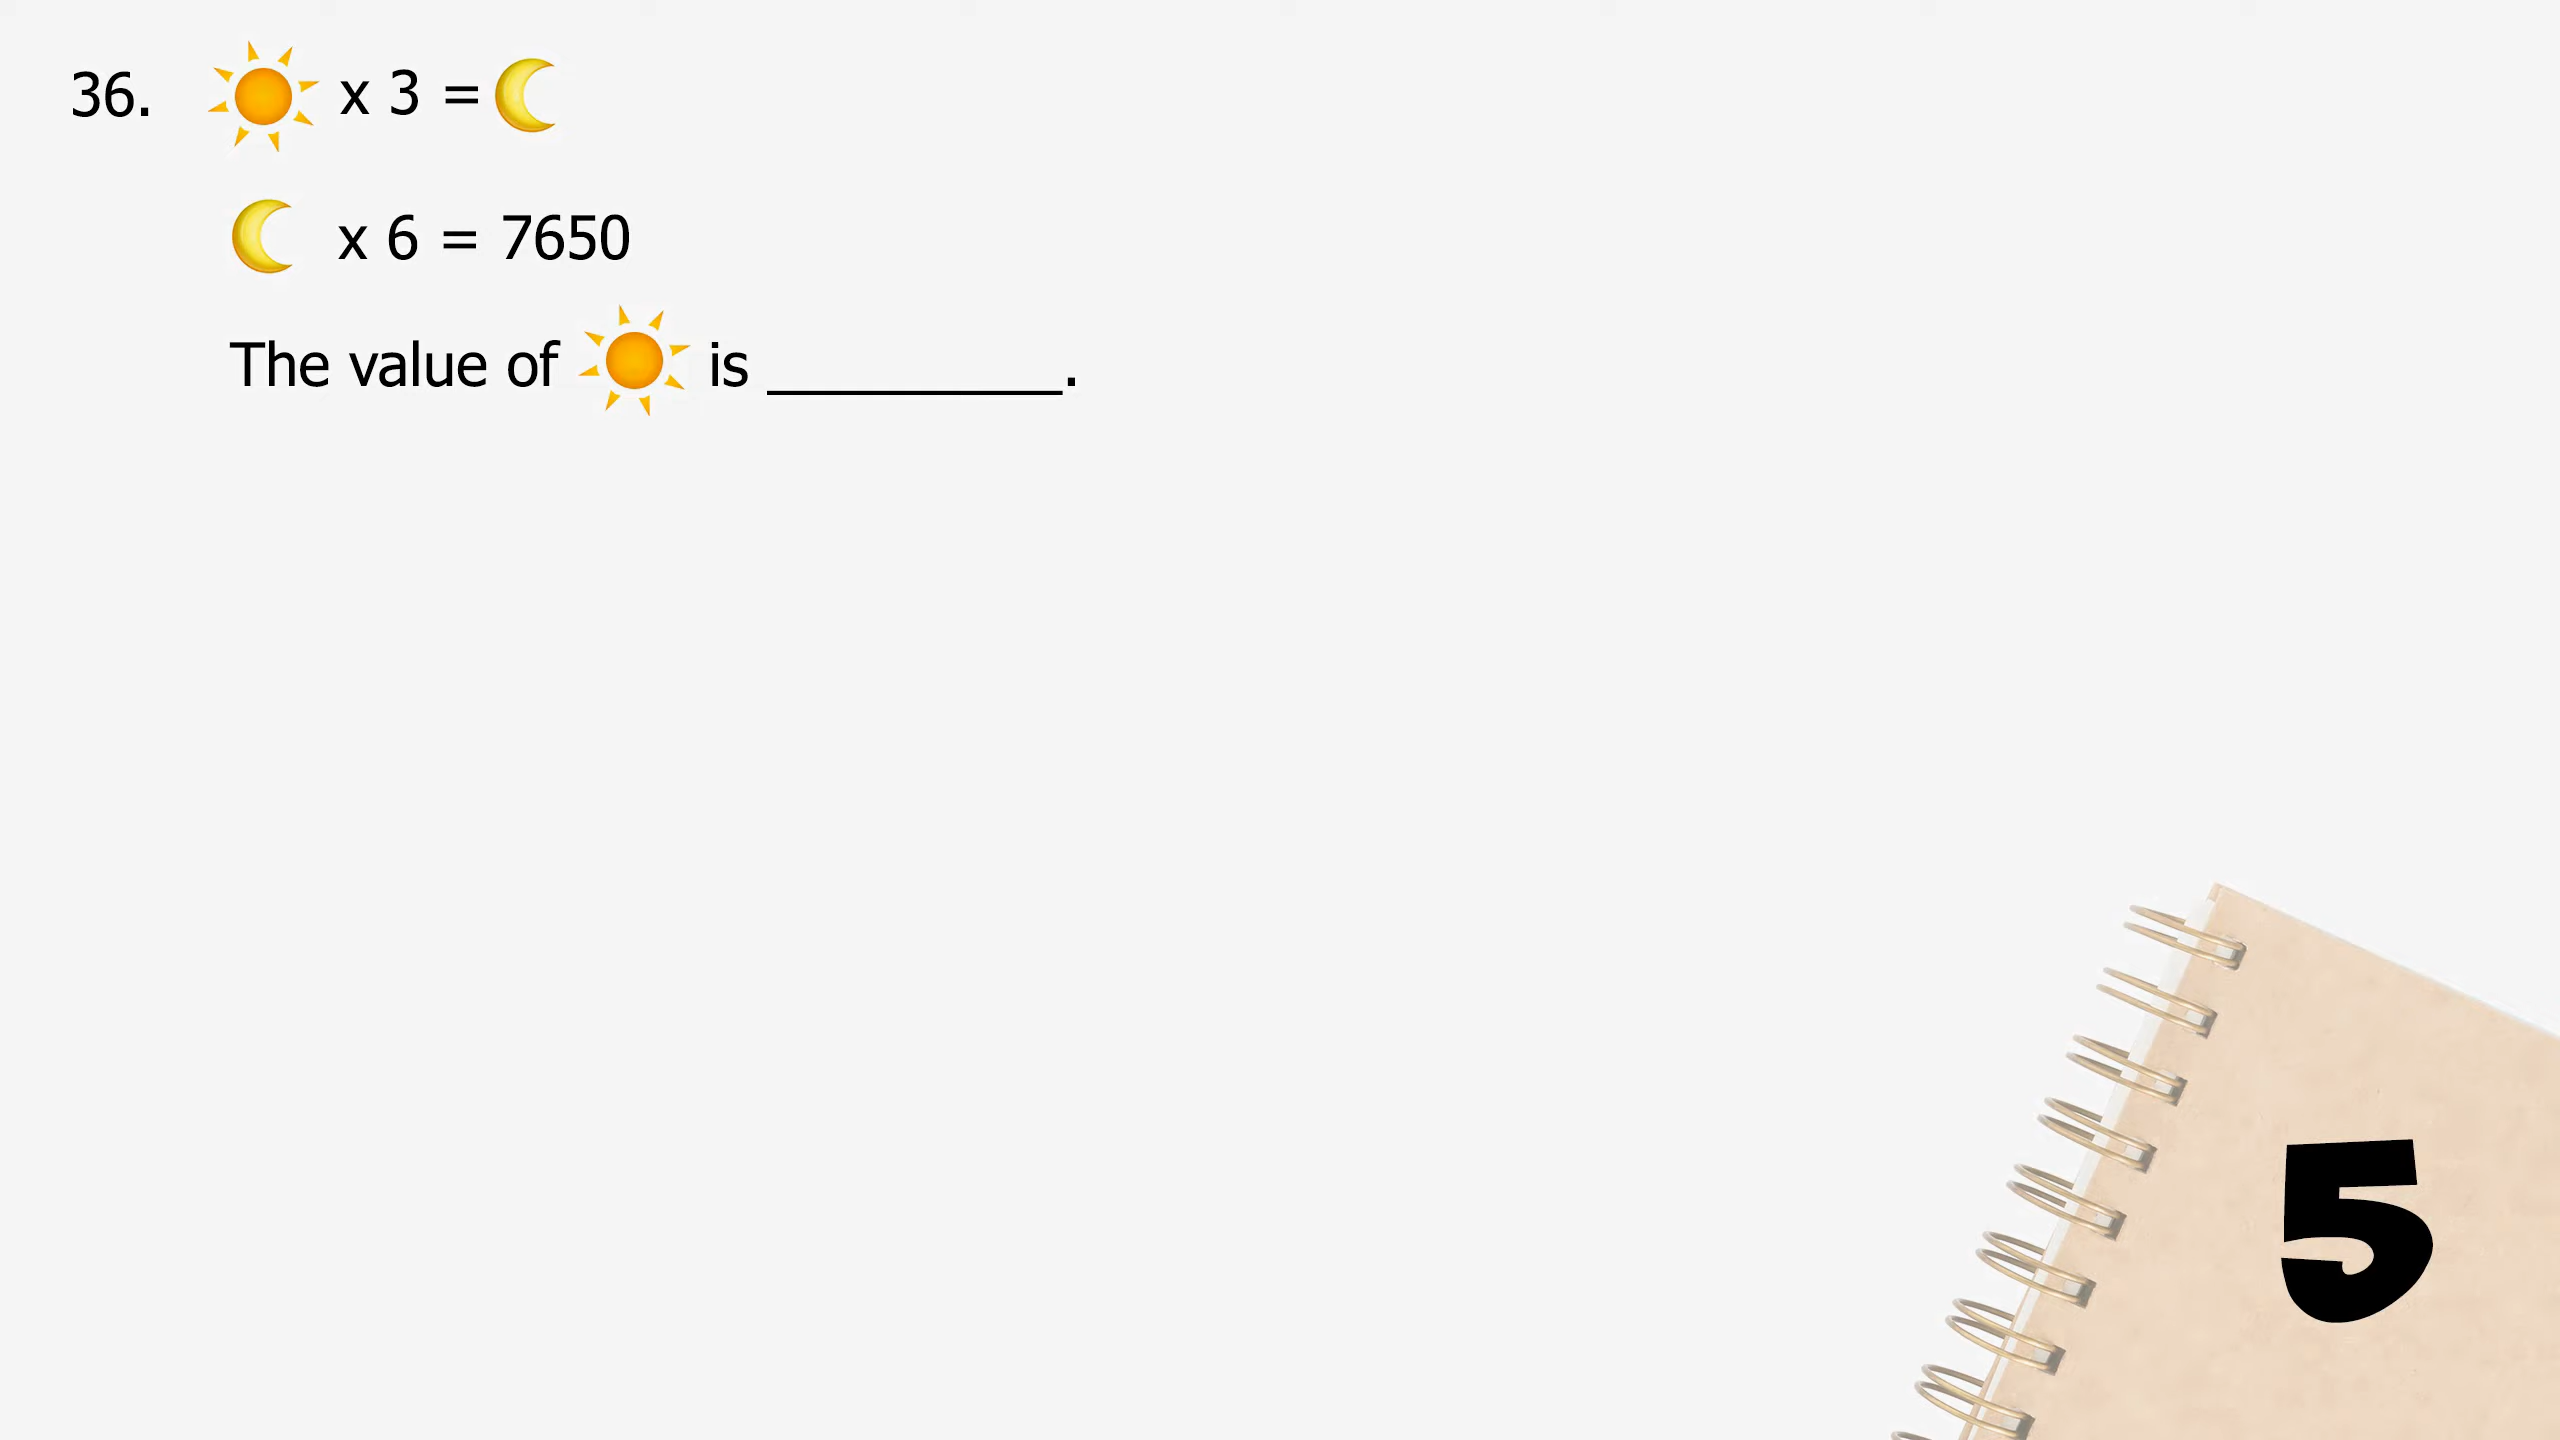 36. ☀ x 3 = 🌙
🌙 x 6 = 7650
The value of ☀ is _________.
5